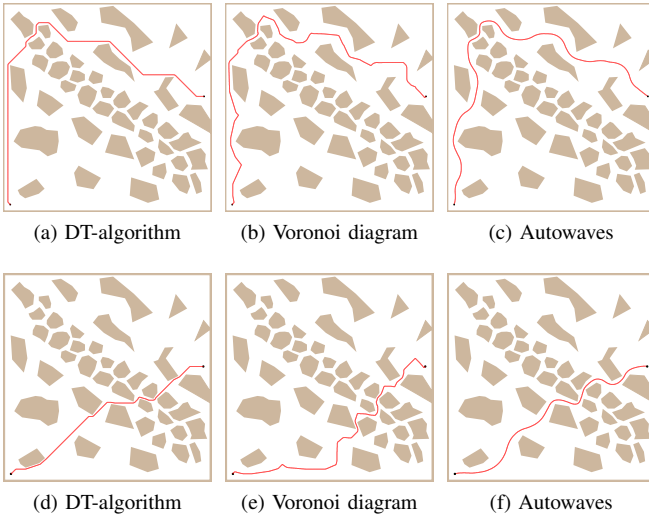 (a) DT-algorithm (b) Voronoi diagram (c) Autowaves
(d) DT-algorithm (e) Voronoi diagram (f) Autowaves